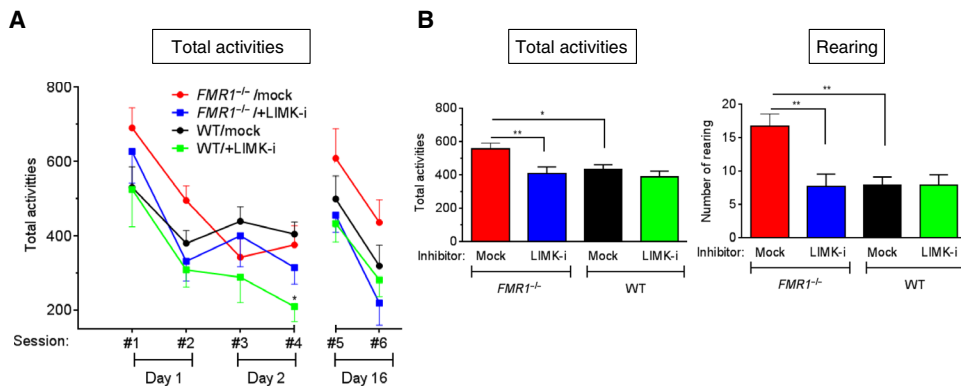 A
Total activities
800
600
400
200
Total activities
FMR1⁻/⁻/mock
FMR1⁻/⁻/+LIMK-i
WT/mock
WT/+LIMK-i
*
Session:
#1
#2
#3
#4
#5
#6
Day 1
Day 2
Day 16
B
Total activities
800
600
400
200
0
Total activities
*
**
Inhibitor:
Mock
LIMK-i
Mock
LIMK-i
FMR1⁻/⁻
WT
Rearing
20
15
10
5
0
Number of rearing
**
**
Inhibitor:
Mock
LIMK-i
Mock
LIMK-i
FMR1⁻/⁻
WT